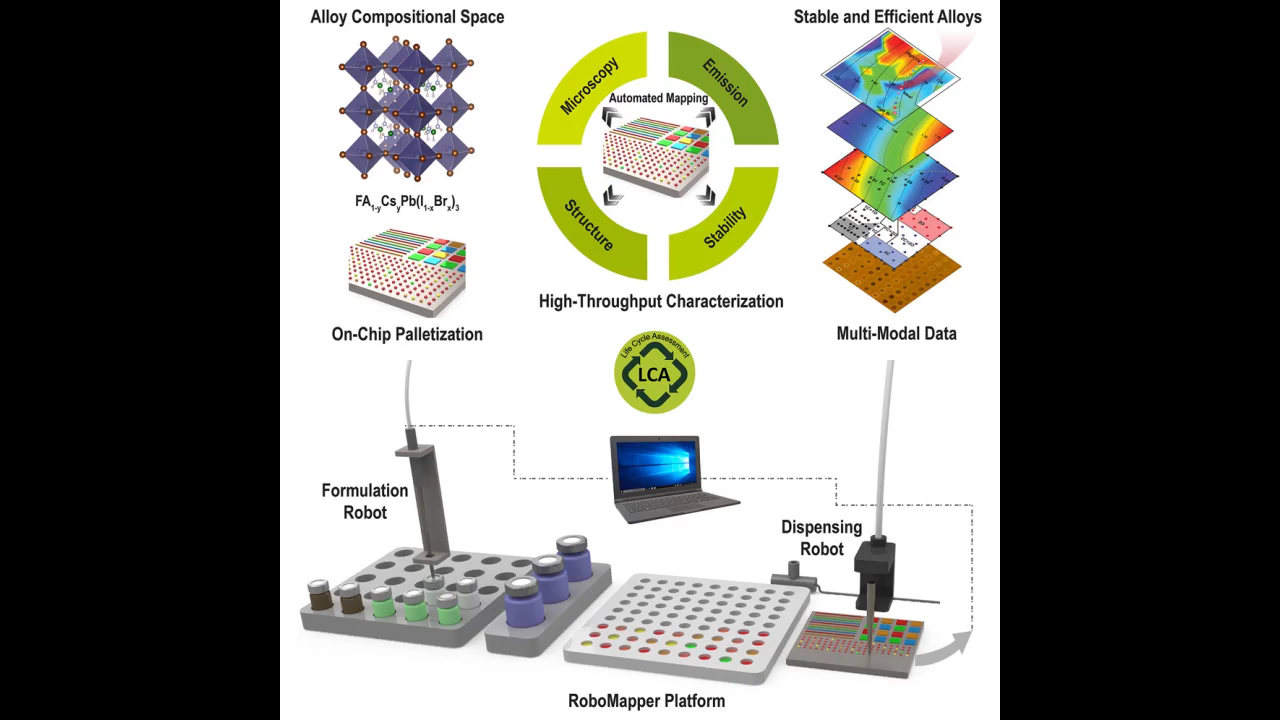 Alloy Compositional Space
Stable and Efficient Alloys
Microscopy
Emission
Automated Mapping
Structure
Stability
FA1-yCsyPb(I1-xBrx)3
High-Throughput Characterization
On-Chip Palletization
Multi-Modal Data
Life Cycle Assessment
LCA
Formulation
Robot
Dispensing
Robot
RoboMapper Platform